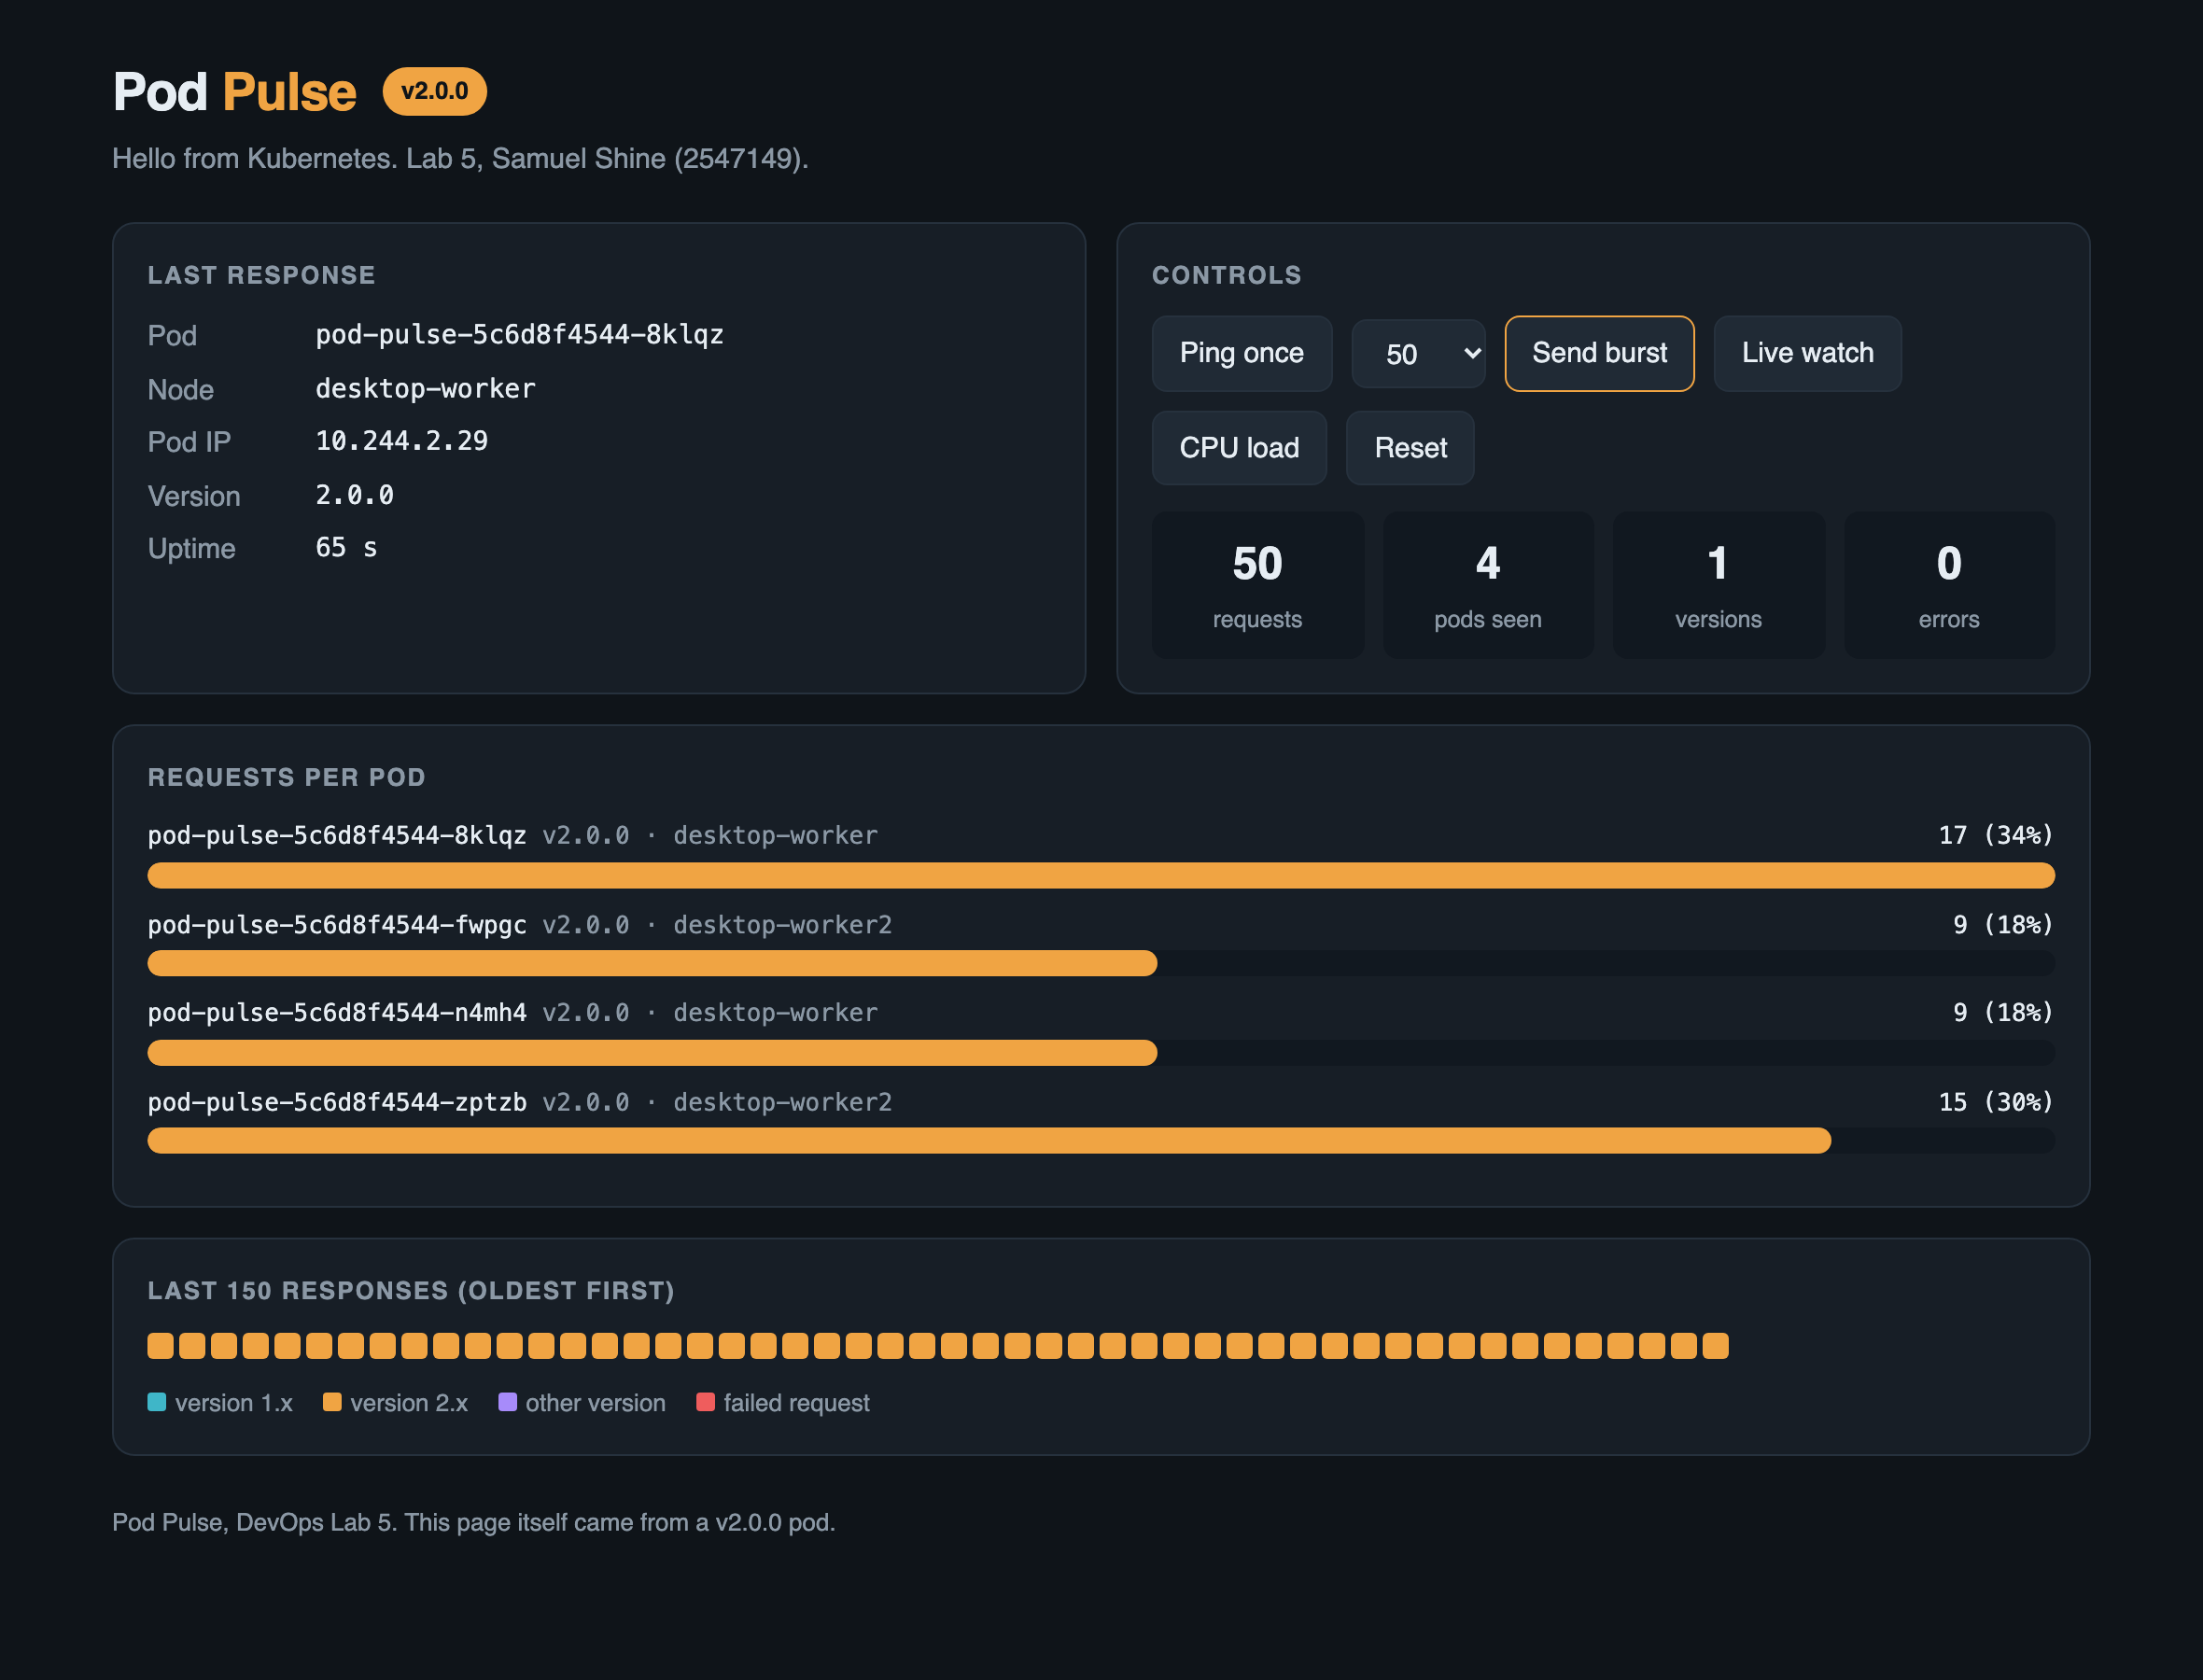 Pod Pulse v2.0.0
Hello from Kubernetes. Lab 5, Samuel Shine (2547149).
LAST RESPONSE
Pod pod-pulse-5c6d8f4544-8klqz
Node desktop-worker
Pod IP 10.244.2.29
Version 2.0.0
Uptime 65 s
CONTROLS
Ping once 50 Send burst Live watch
CPU load Reset
50 4 1 0
requests pods seen versions errors
REQUESTS PER POD
pod-pulse-5c6d8f4544-8klqz v2.0.0 · desktop-worker 17 (34%)
pod-pulse-5c6d8f4544-fwpgc v2.0.0 · desktop-worker2 9 (18%)
pod-pulse-5c6d8f4544-n4mh4 v2.0.0 · desktop-worker 9 (18%)
pod-pulse-5c6d8f4544-zptzb v2.0.0 · desktop-worker2 15 (30%)
LAST 150 RESPONSES (OLDEST FIRST)
version 1.x version 2.x other version failed request
Pod Pulse, DevOps Lab 5. This page itself came from a v2.0.0 pod.